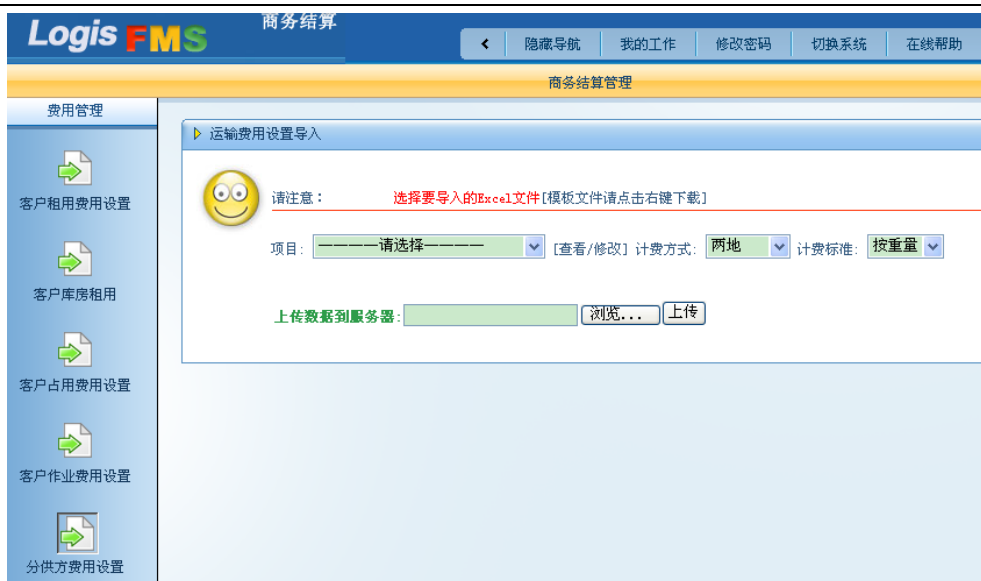 Logis FMS
商务结算
隐藏导航 我的工作 修改密码 切换系统 在线帮助
商务结算管理
费用管理
客户租用费用设置
客户库房租用
客户占用费用设置
客户作业费用设置
分供方费用设置
运输费用设置导入
请注意： 选择要导入的Excel文件[模板文件请点击右键下载]
项目: ————请选择———— [查看/修改] 计费方式: 两地 计费标准: 按重量
上传数据到服务器: 浏览... 上传